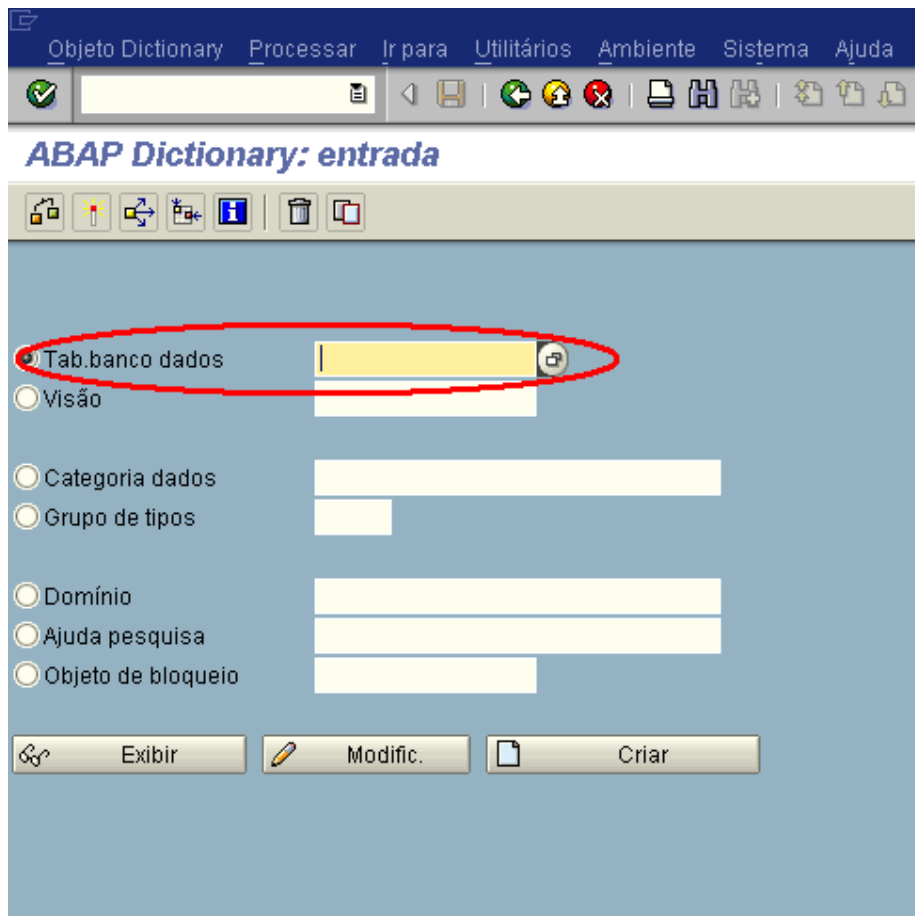 Objeto Dictionary Processar Ir para Utilitários Ambiente Sistema Ajuda
ABAP Dictionary: entrada
Tab.banco dados
Visão
Categoria dados
Grupo de tipos
Domínio
Ajuda pesquisa
Objeto de bloqueio
Exibir Modific. Criar